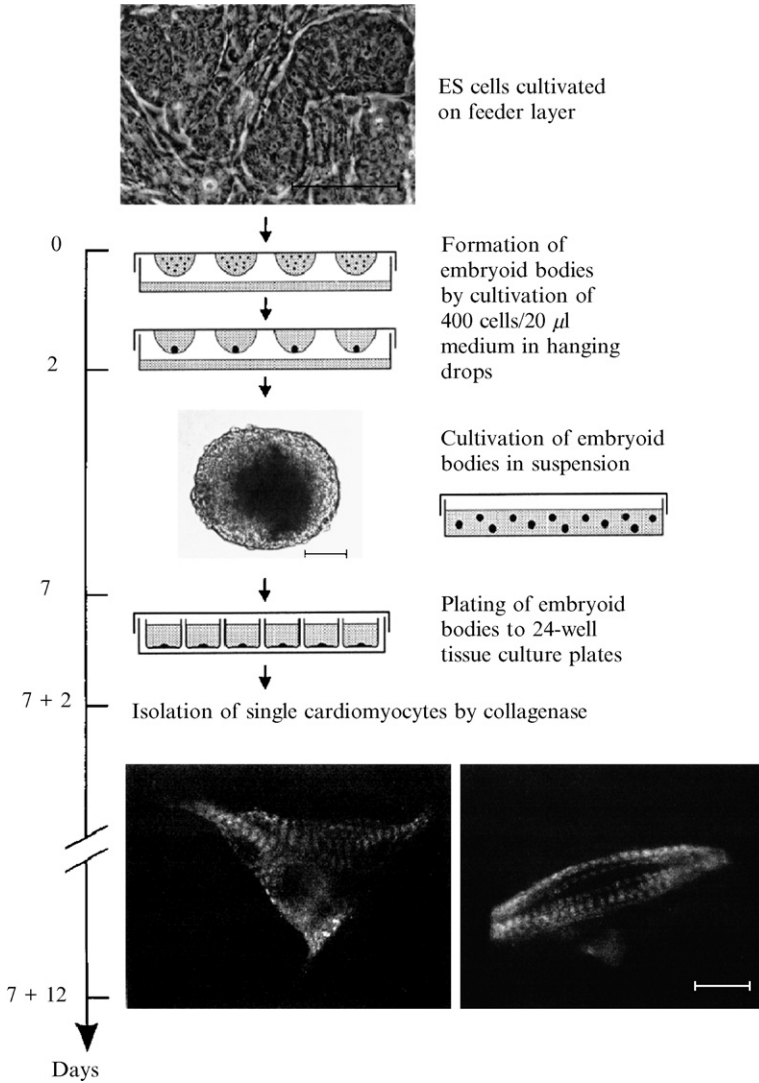 ES cells cultivated
on feeder layer
0
Formation of
embryoid bodies
by cultivation of
400 cells/20 μl
medium in hanging
drops
2
Cultivation of embryoid
bodies in suspension
7
Plating of embryoid
bodies to 24-well
tissue culture plates
7 + 2
Isolation of single cardiomyocytes by collagenase
7 + 12
Days